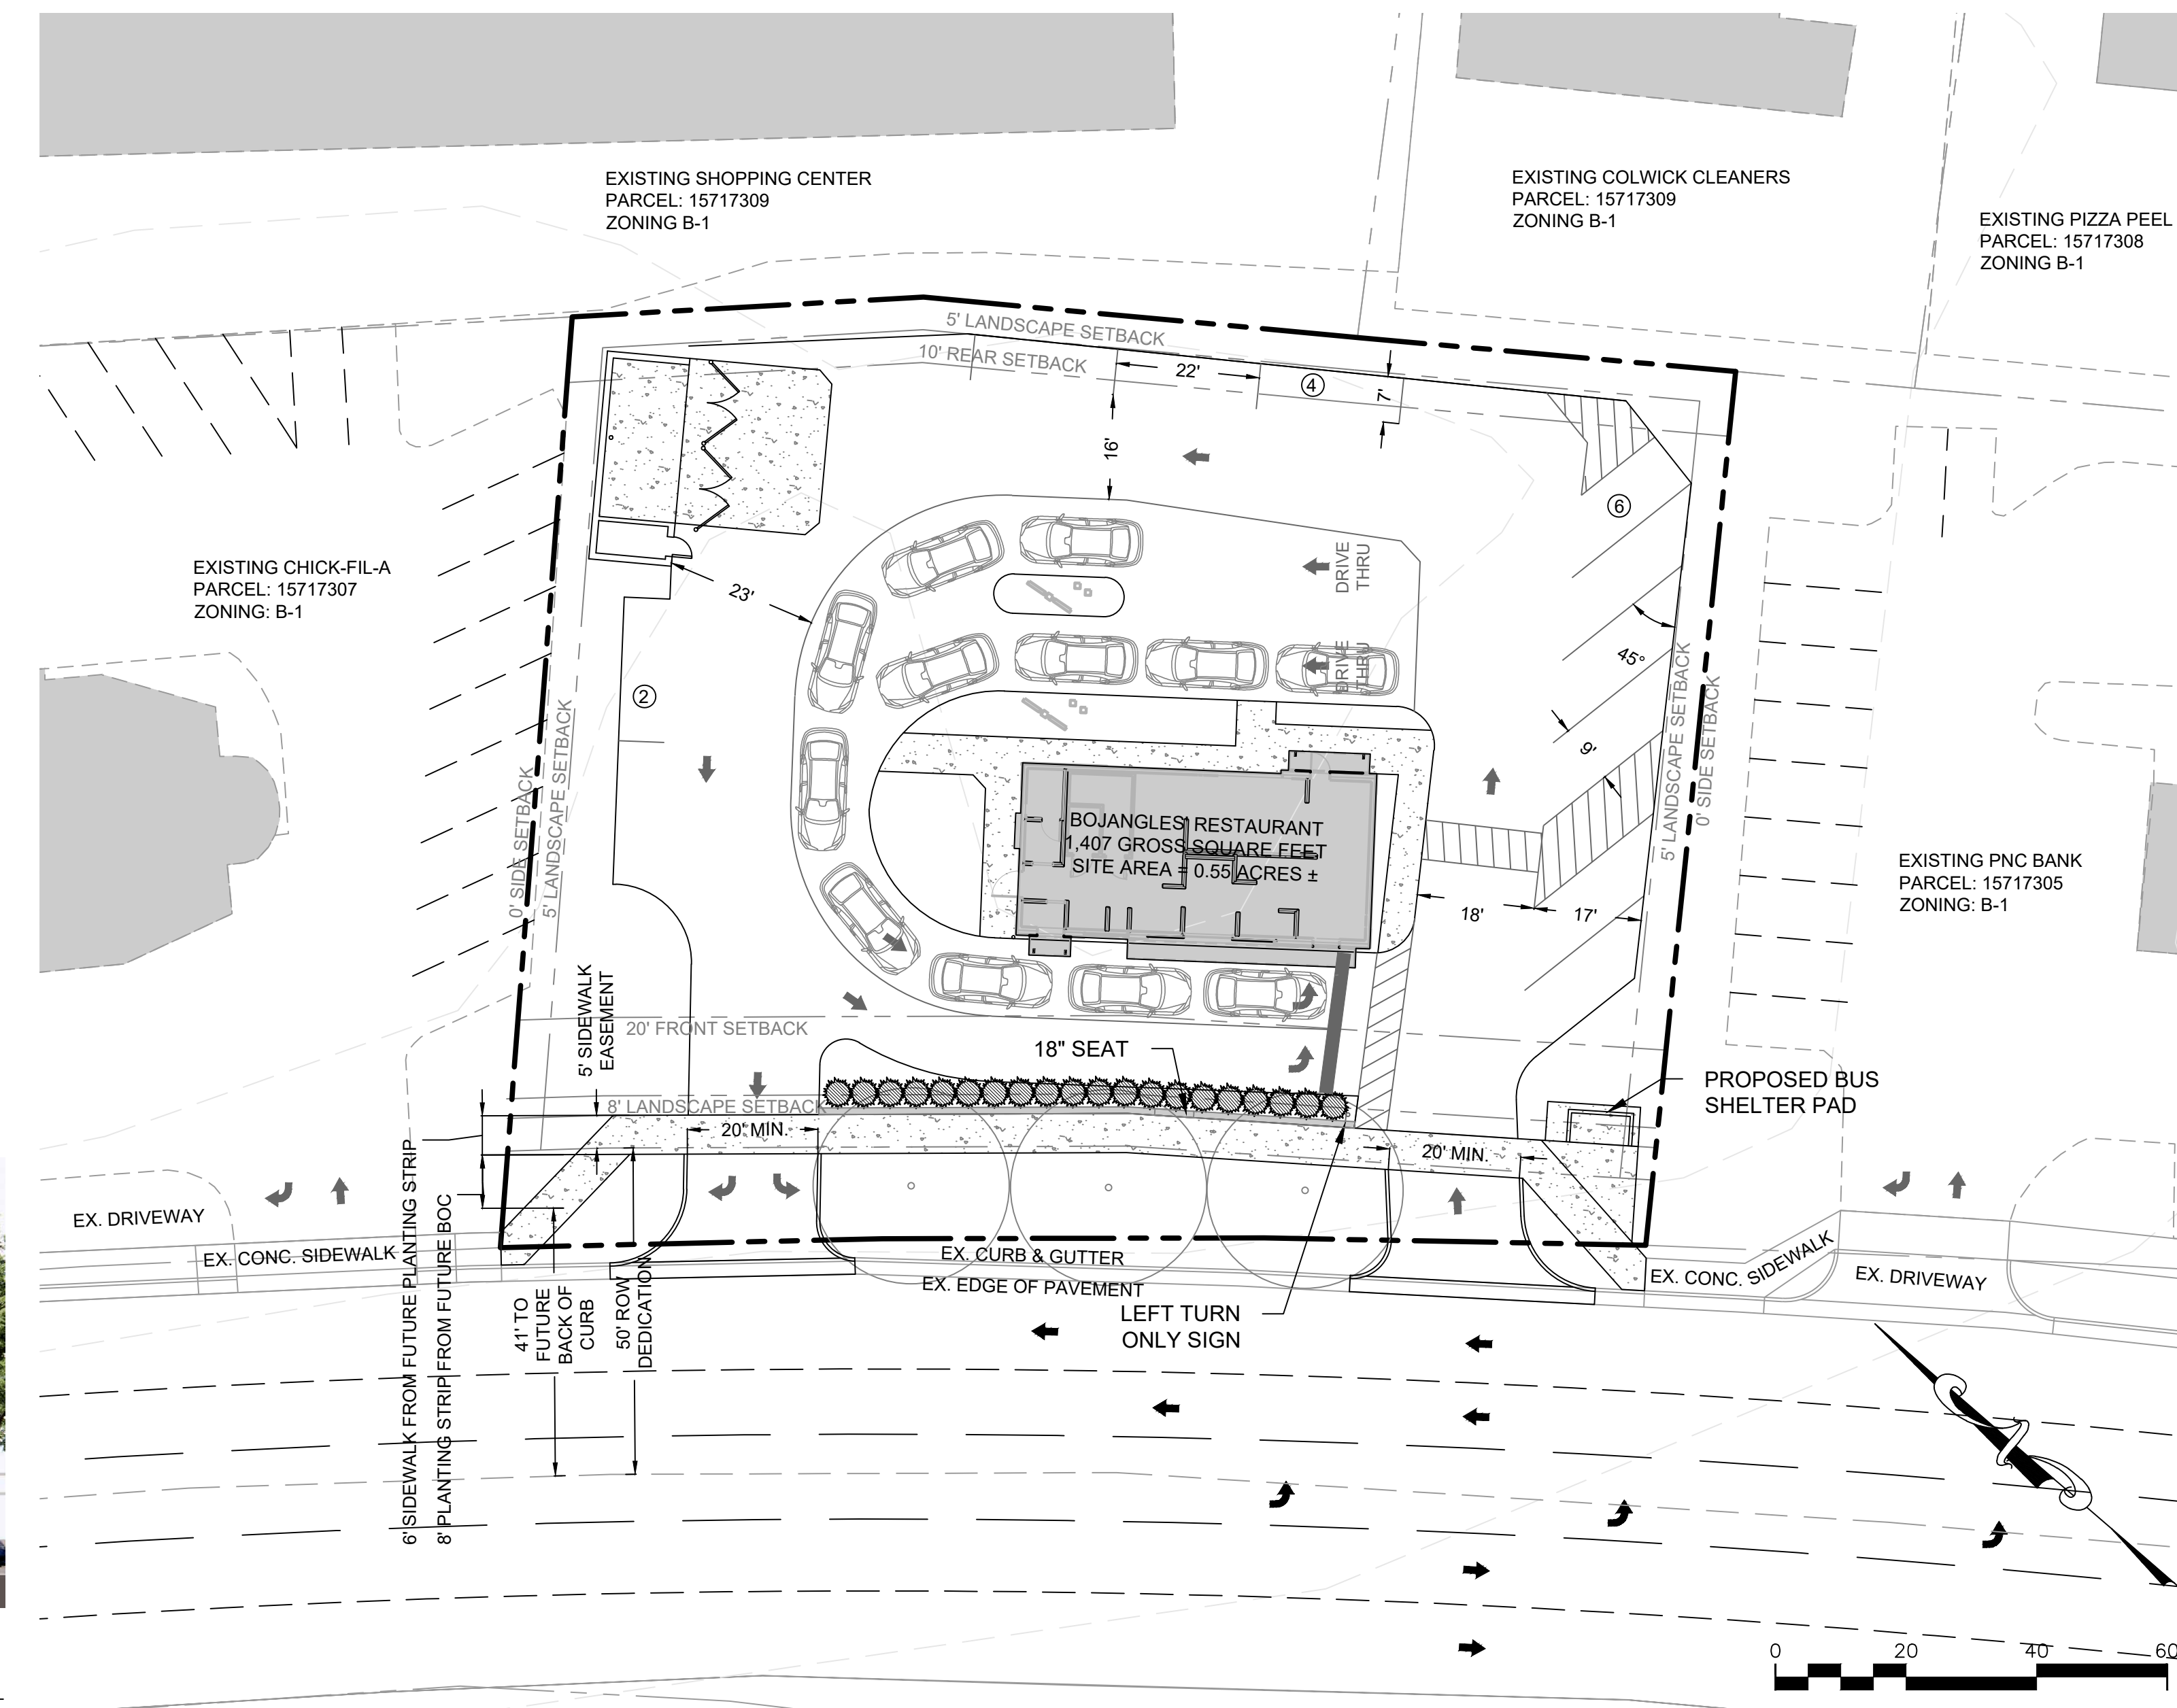 EXISTING SHOPPING CENTER
PARCEL: 15717309
ZONING B-1
EXISTING COLWICK CLEANERS
PARCEL: 15717309
ZONING B-1
EXISTING PIZZA PEEL
PARCEL: 15717308
ZONING B-1
5' LANDSCAPE SETBACK
10' REAR SETBACK
22'
4
7'
16'
6
EXISTING CHICK-FIL-A
PARCEL: 15717307
ZONING: B-1
23'
DRIVE
THRU
DRIVE
THRU
45°
2
9'
0' SIDE SETBACK
5' LANDSCAPE SETBACK
5' LANDSCAPE SETBACK
0' SIDE SETBACK
BOJANGLES' RESTAURANT
1,407 GROSS SQUARE FEET
SITE AREA = 0.55 ACRES ±
EXISTING PNC BANK
PARCEL: 15717305
ZONING: B-1
18'
17'
5' SIDEWALK
EASEMENT
20' FRONT SETBACK
18" SEAT
PROPOSED BUS
SHELTER PAD
8' LANDSCAPE SETBACK
20' MIN.
20' MIN.
EX. DRIVEWAY
EX. CONC. SIDEWALK
EX. CURB & GUTTER
EX. EDGE OF PAVEMENT
EX. CONC. SIDEWALK
EX. DRIVEWAY
LEFT TURN
ONLY SIGN
6' SIDEWALK FROM FUTURE PLANTING STRIP
8' PLANTING STRIP FROM FUTURE BOC
41' TO
FUTURE
BACK OF
CURB
50' ROW
DEDICATION
0 20 40 60